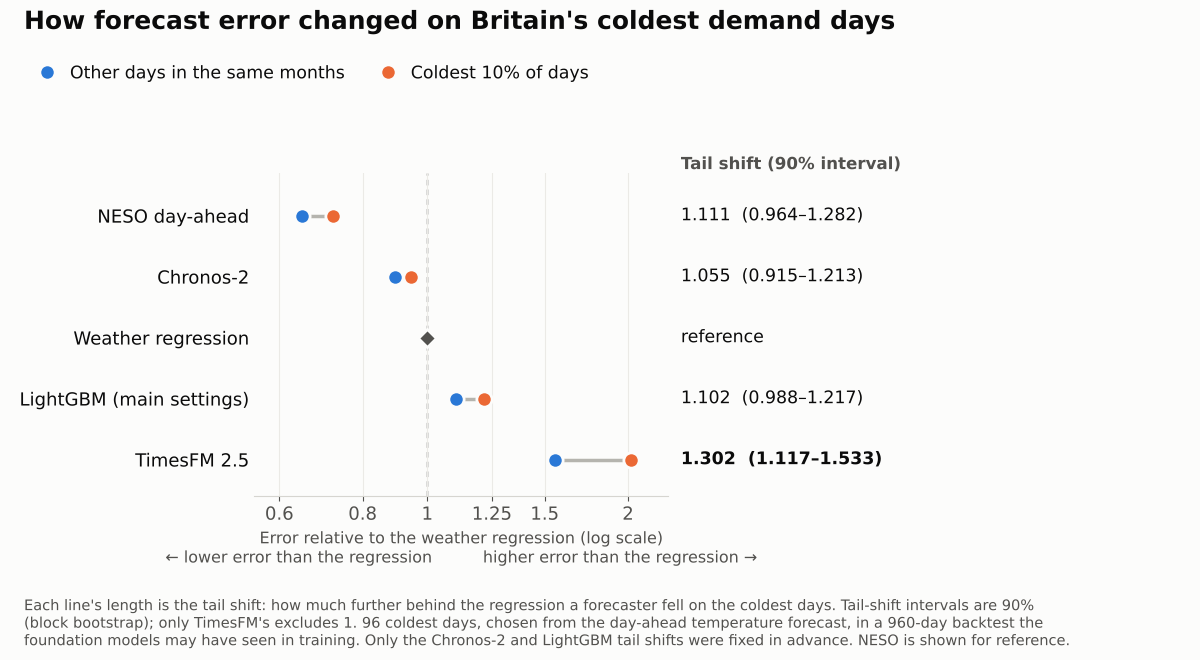 How forecast error changed on Britain's coldest demand days
Other days in the same months
Coldest 10% of days
Tail shift (90% interval)
NESO day-ahead
1.111 (0.964–1.282)
Chronos-2
1.055 (0.915–1.213)
Weather regression
reference
LightGBM (main settings)
1.102 (0.988–1.217)
TimesFM 2.5
1.302 (1.117–1.533)
0.6 0.8 1 1.25 1.5 2
Error relative to the weather regression (log scale)
← lower error than the regression
higher error than the regression →
Each line's length is the tail shift: how much further behind the regression a forecaster fell on the coldest days. Tail-shift intervals are 90%
(block bootstrap); only TimesFM's excludes 1. 96 coldest days, chosen from the day-ahead temperature forecast, in a 960-day backtest the
foundation models may have seen in training. Only the Chronos-2 and LightGBM tail shifts were fixed in advance. NESO is shown for reference.